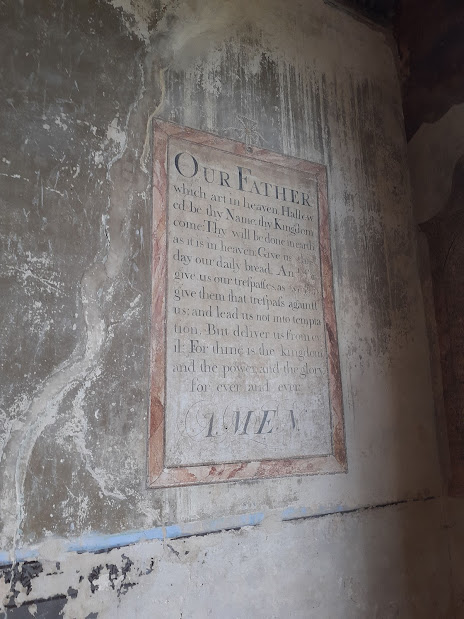 OUR FATHER
which art in heaven Hallow
ed be thy Name, thy Kingdom
come: Thy will be done in earth
as it is in heaven. Give us this
day our daily bread. And
give us our treſpaſſes, as we for
give them that treſpaſs againſt
us: and lead us not into tempta
tion. But deliver us from ev
il: For thine is the kingdom
and the power, and the glory
for ever and ever.
AMEN.